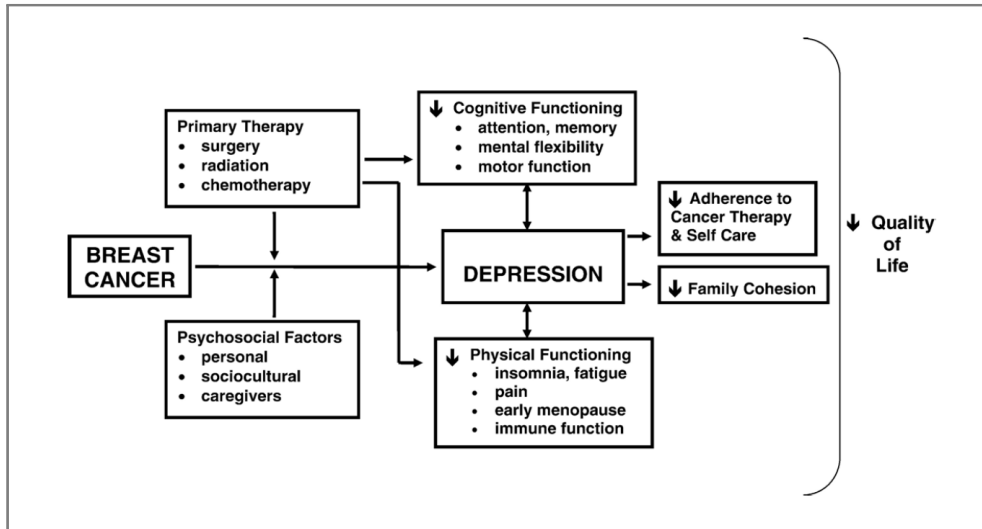 Primary Therapy
• surgery
• radiation
• chemotherapy
↓ Cognitive Functioning
• attention, memory
• mental flexibility
• motor function
BREAST
CANCER
DEPRESSION
↓ Adherence to
Cancer Therapy
& Self Care
↓ Family Cohesion
↓ Quality
of
Life
Psychosocial Factors
• personal
• sociocultural
• caregivers
↓ Physical Functioning
• insomnia, fatigue
• pain
• early menopause
• immune function